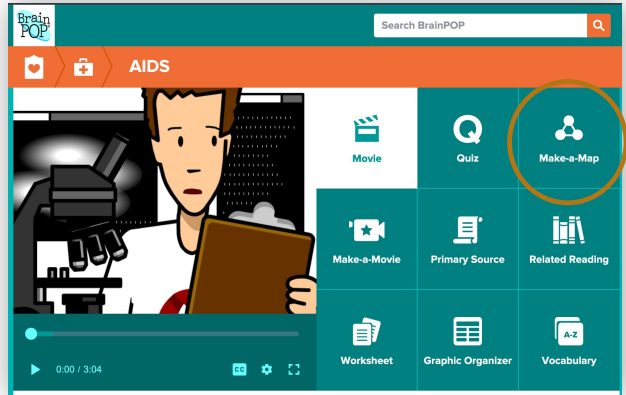 Brain
POP
Search BrainPOP
AIDS
Movie
Quiz
Make-a-Map
Make-a-Movie
Primary Source
Related Reading
Worksheet
Graphic Organizer
A-Z
Vocabulary
0:00 / 3:04
CC